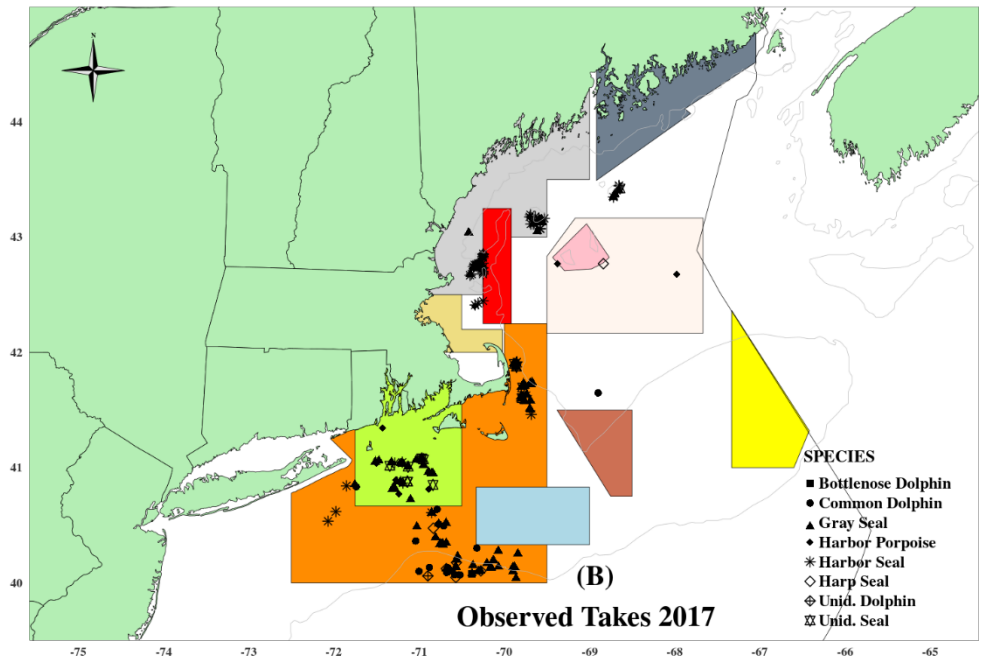 N
44
43
42
41
40
SPECIES
Bottlenose Dolphin
Common Dolphin
Gray Seal
Harbor Porpoise
Harbor Seal
Harp Seal
Unid. Dolphin
Unid. Seal
(B)
Observed Takes 2017
-75 -74 -73 -72 -71 -70 -69 -68 -67 -66 -65